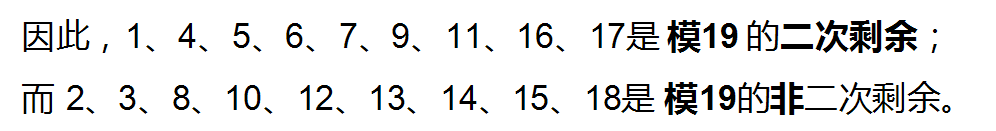 因此，1、4、5、6、7、9、11、16、17是 模19 的二次剩余；
而 2、3、8、10、12、13、14、15、18是 模19的非二次剩余。